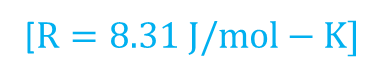 [R = 8.31 J/mol − K]